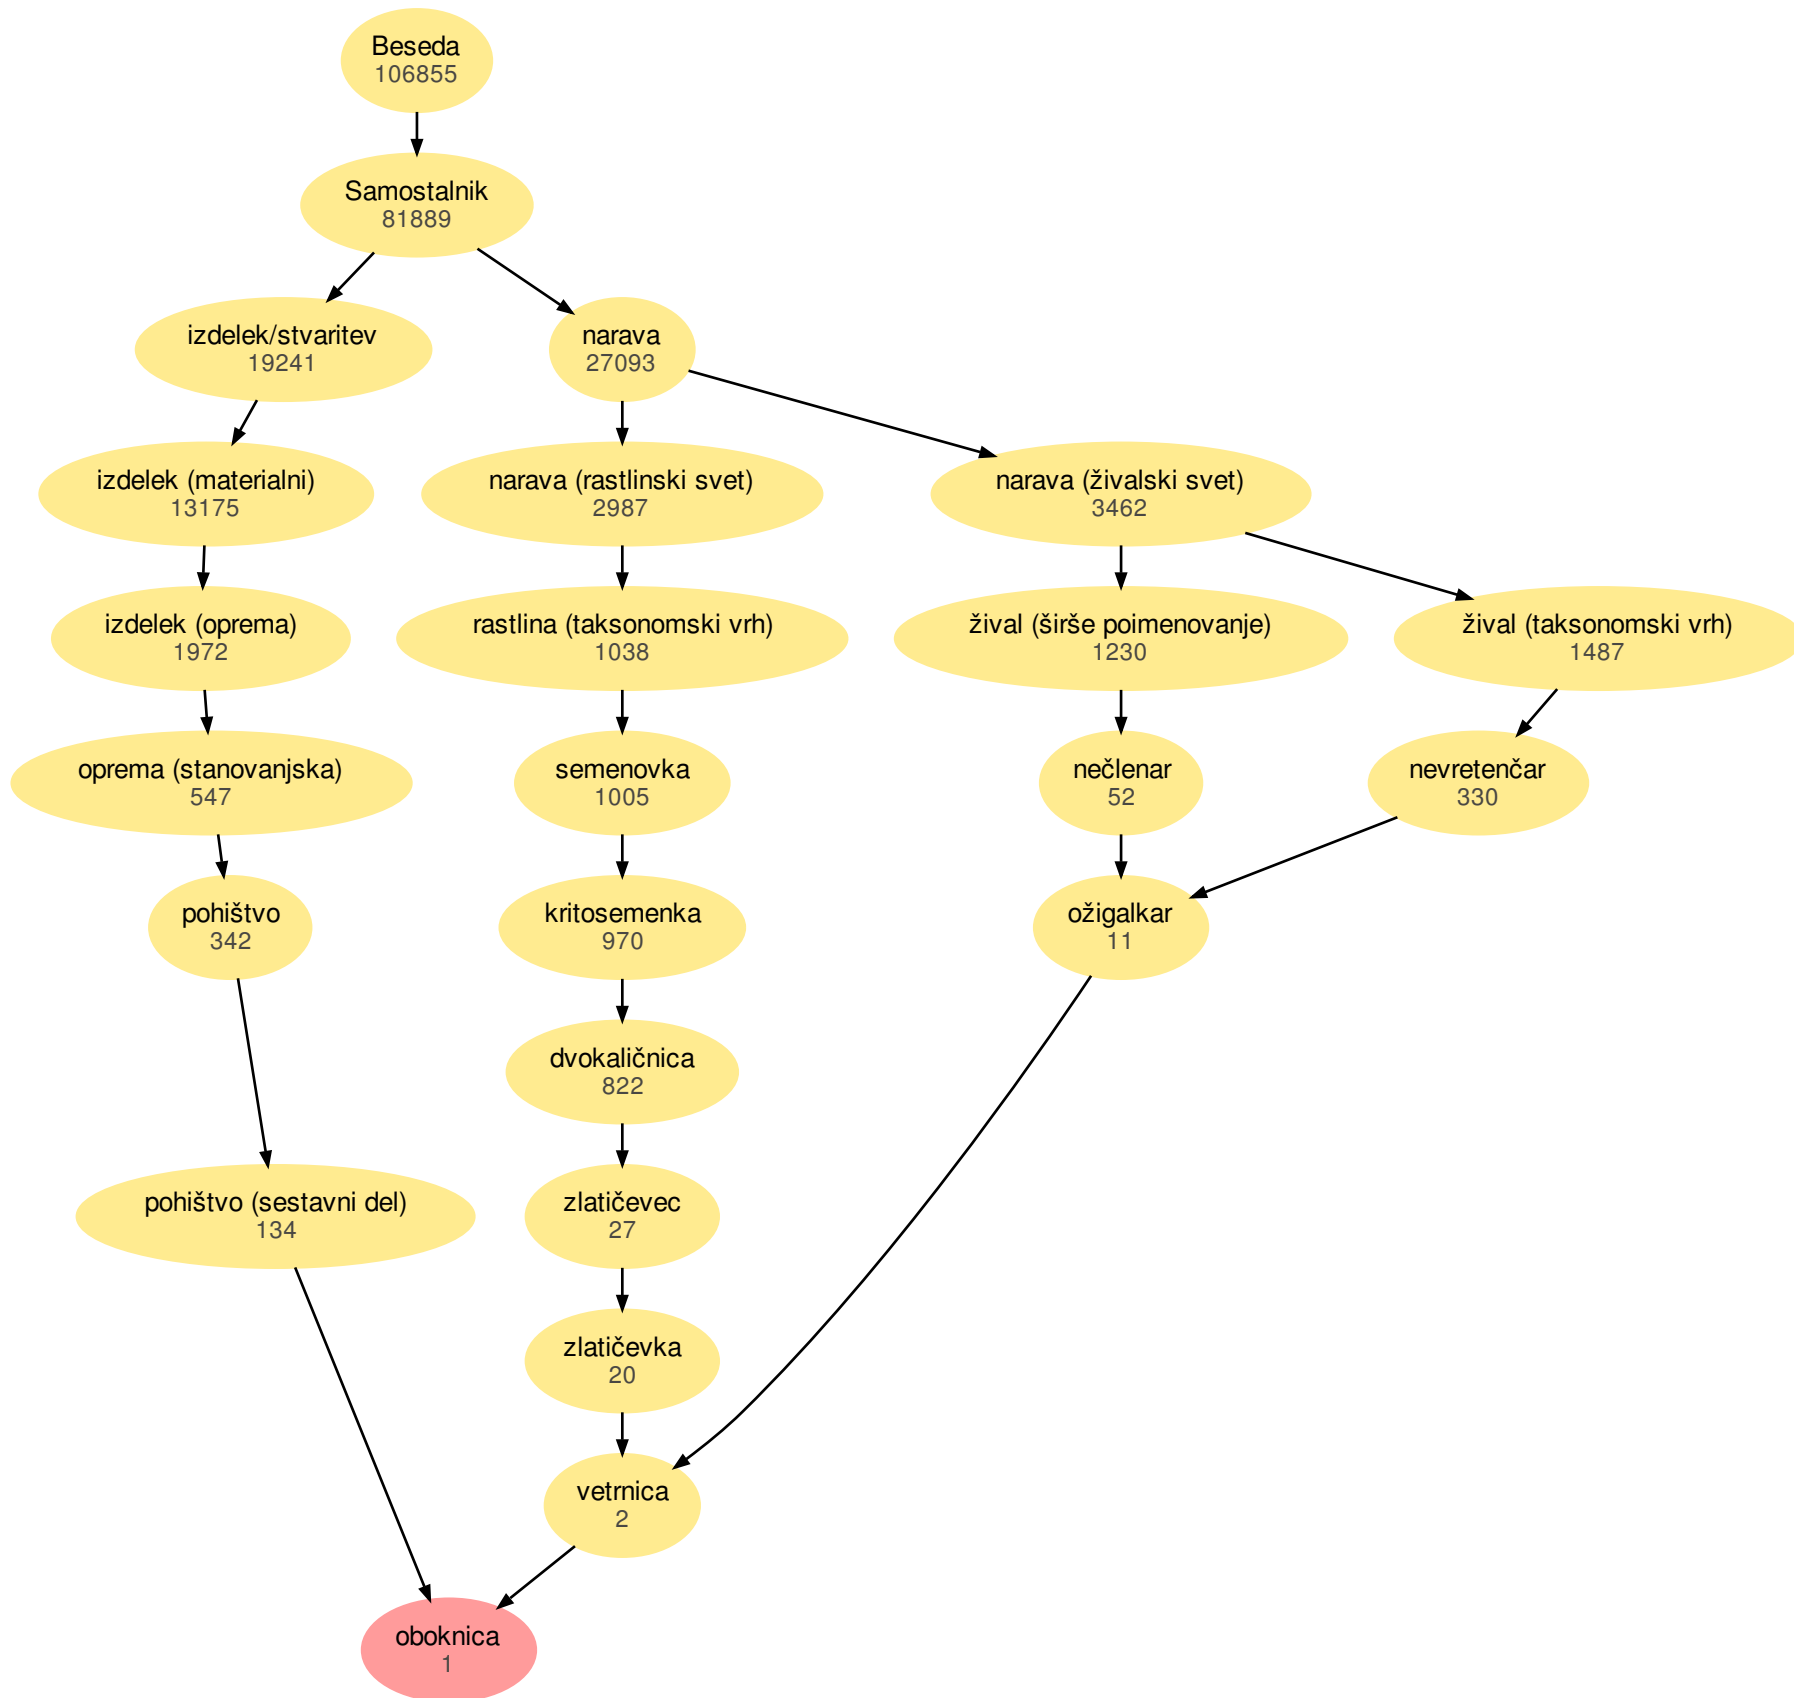 Beseda
106855
Samostalnik
81889
izdelek/stvaritev
19241
narava
27093
izdelek (materialni)
13175
narava (rastlinski svet)
2987
narava (živalski svet)
3462
izdelek (oprema)
1972
rastlina (taksonomski vrh)
1038
žival (širše poimenovanje)
1230
žival (taksonomski vrh)
1487
oprema (stanovanjska)
547
semenovka
1005
nečlenar
52
nevretenčar
330
pohištvo
342
kritosemenka
970
ožigalkar
11
dvokaličnica
822
pohištvo (sestavni del)
134
zlatičevec
27
zlatičevka
20
vetrnica
2
oboknica
1